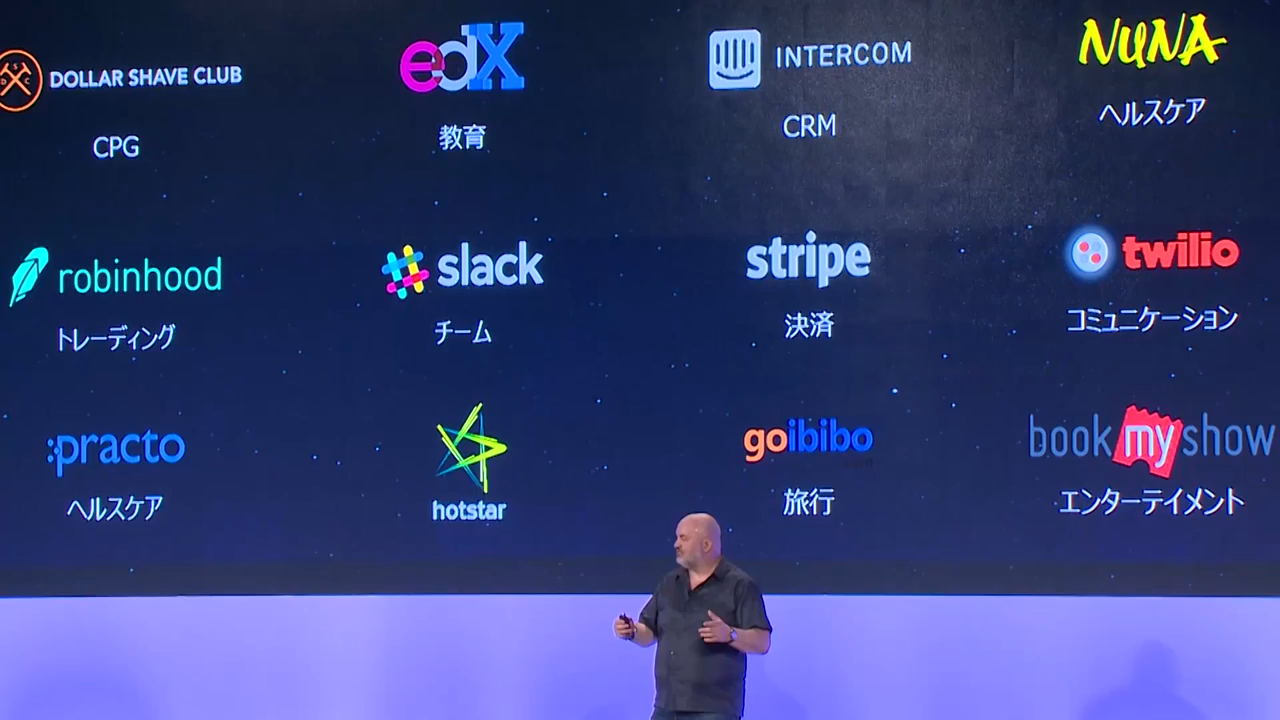 DOLLAR SHAVE CLUB
CPG
edX
教育
INTERCOM
CRM
NUNA
ヘルスケア
robinhood
トレーディング
slack
チーム
stripe
決済
twilio
コミュニケーション
:practo
ヘルスケア
hotstar
goibibo
旅行
book my show
エンターテイメント